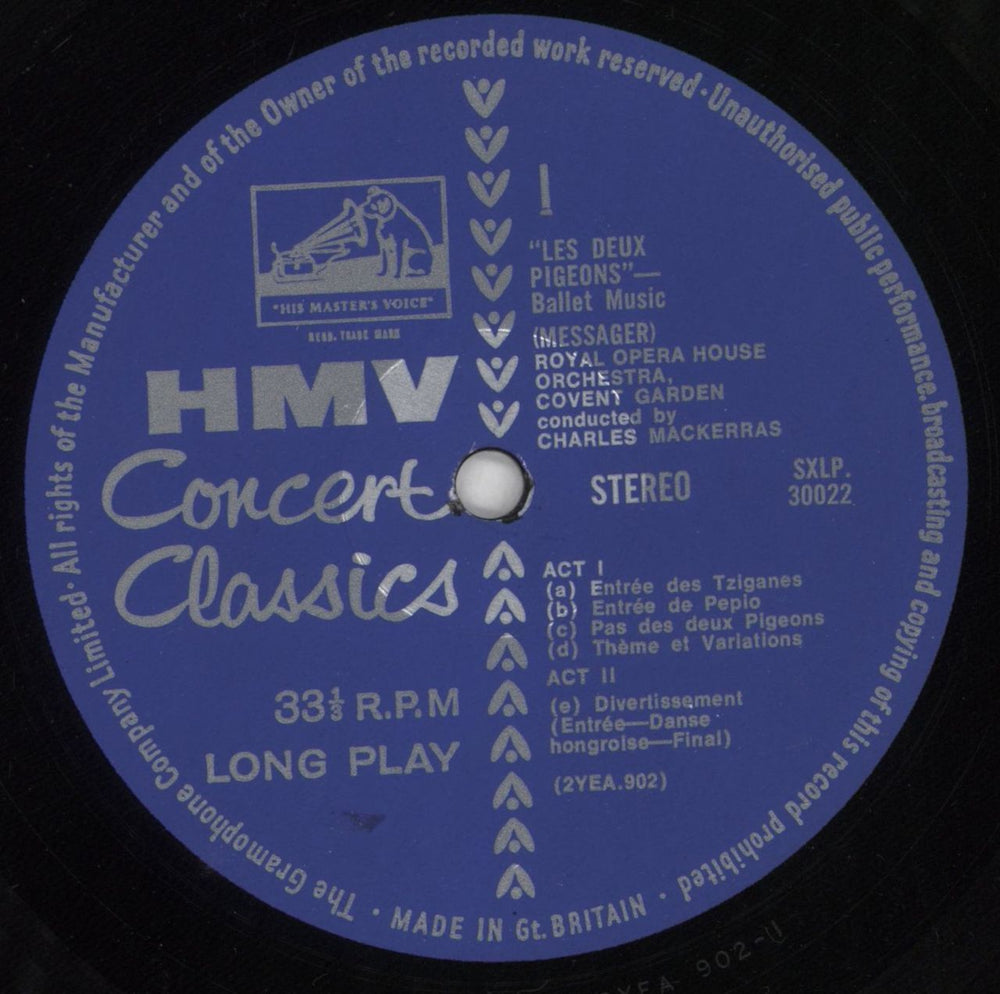 The Gramophone Company Limited · All rights of the Manufacturer and of the Owner of the recorded work reserved · Unauthorised public performance, broadcasting and copying of this record prohibited ·
"HIS MASTER'S VOICE"
REGD. TRADE MARK
HMV
Concert
Classics
33⅓ R.P.M
LONG PLAY
1
"LES DEUX
PIGEONS"—
Ballet Music
(MESSAGER)
ROYAL OPERA HOUSE
ORCHESTRA,
COVENT GARDEN
conducted by
CHARLES MACKERRAS
STEREO
SXLP.
30022
ACT I
(a) Entrée des Tziganes
(b) Entrée de Pepio
(c) Pas des deux Pigeons
(d) Thème et Variations
ACT II
(e) Divertissement
(Entrée—Danse
hongroise—Final)
(2YEA.902)
MADE IN Gt. BRITAIN